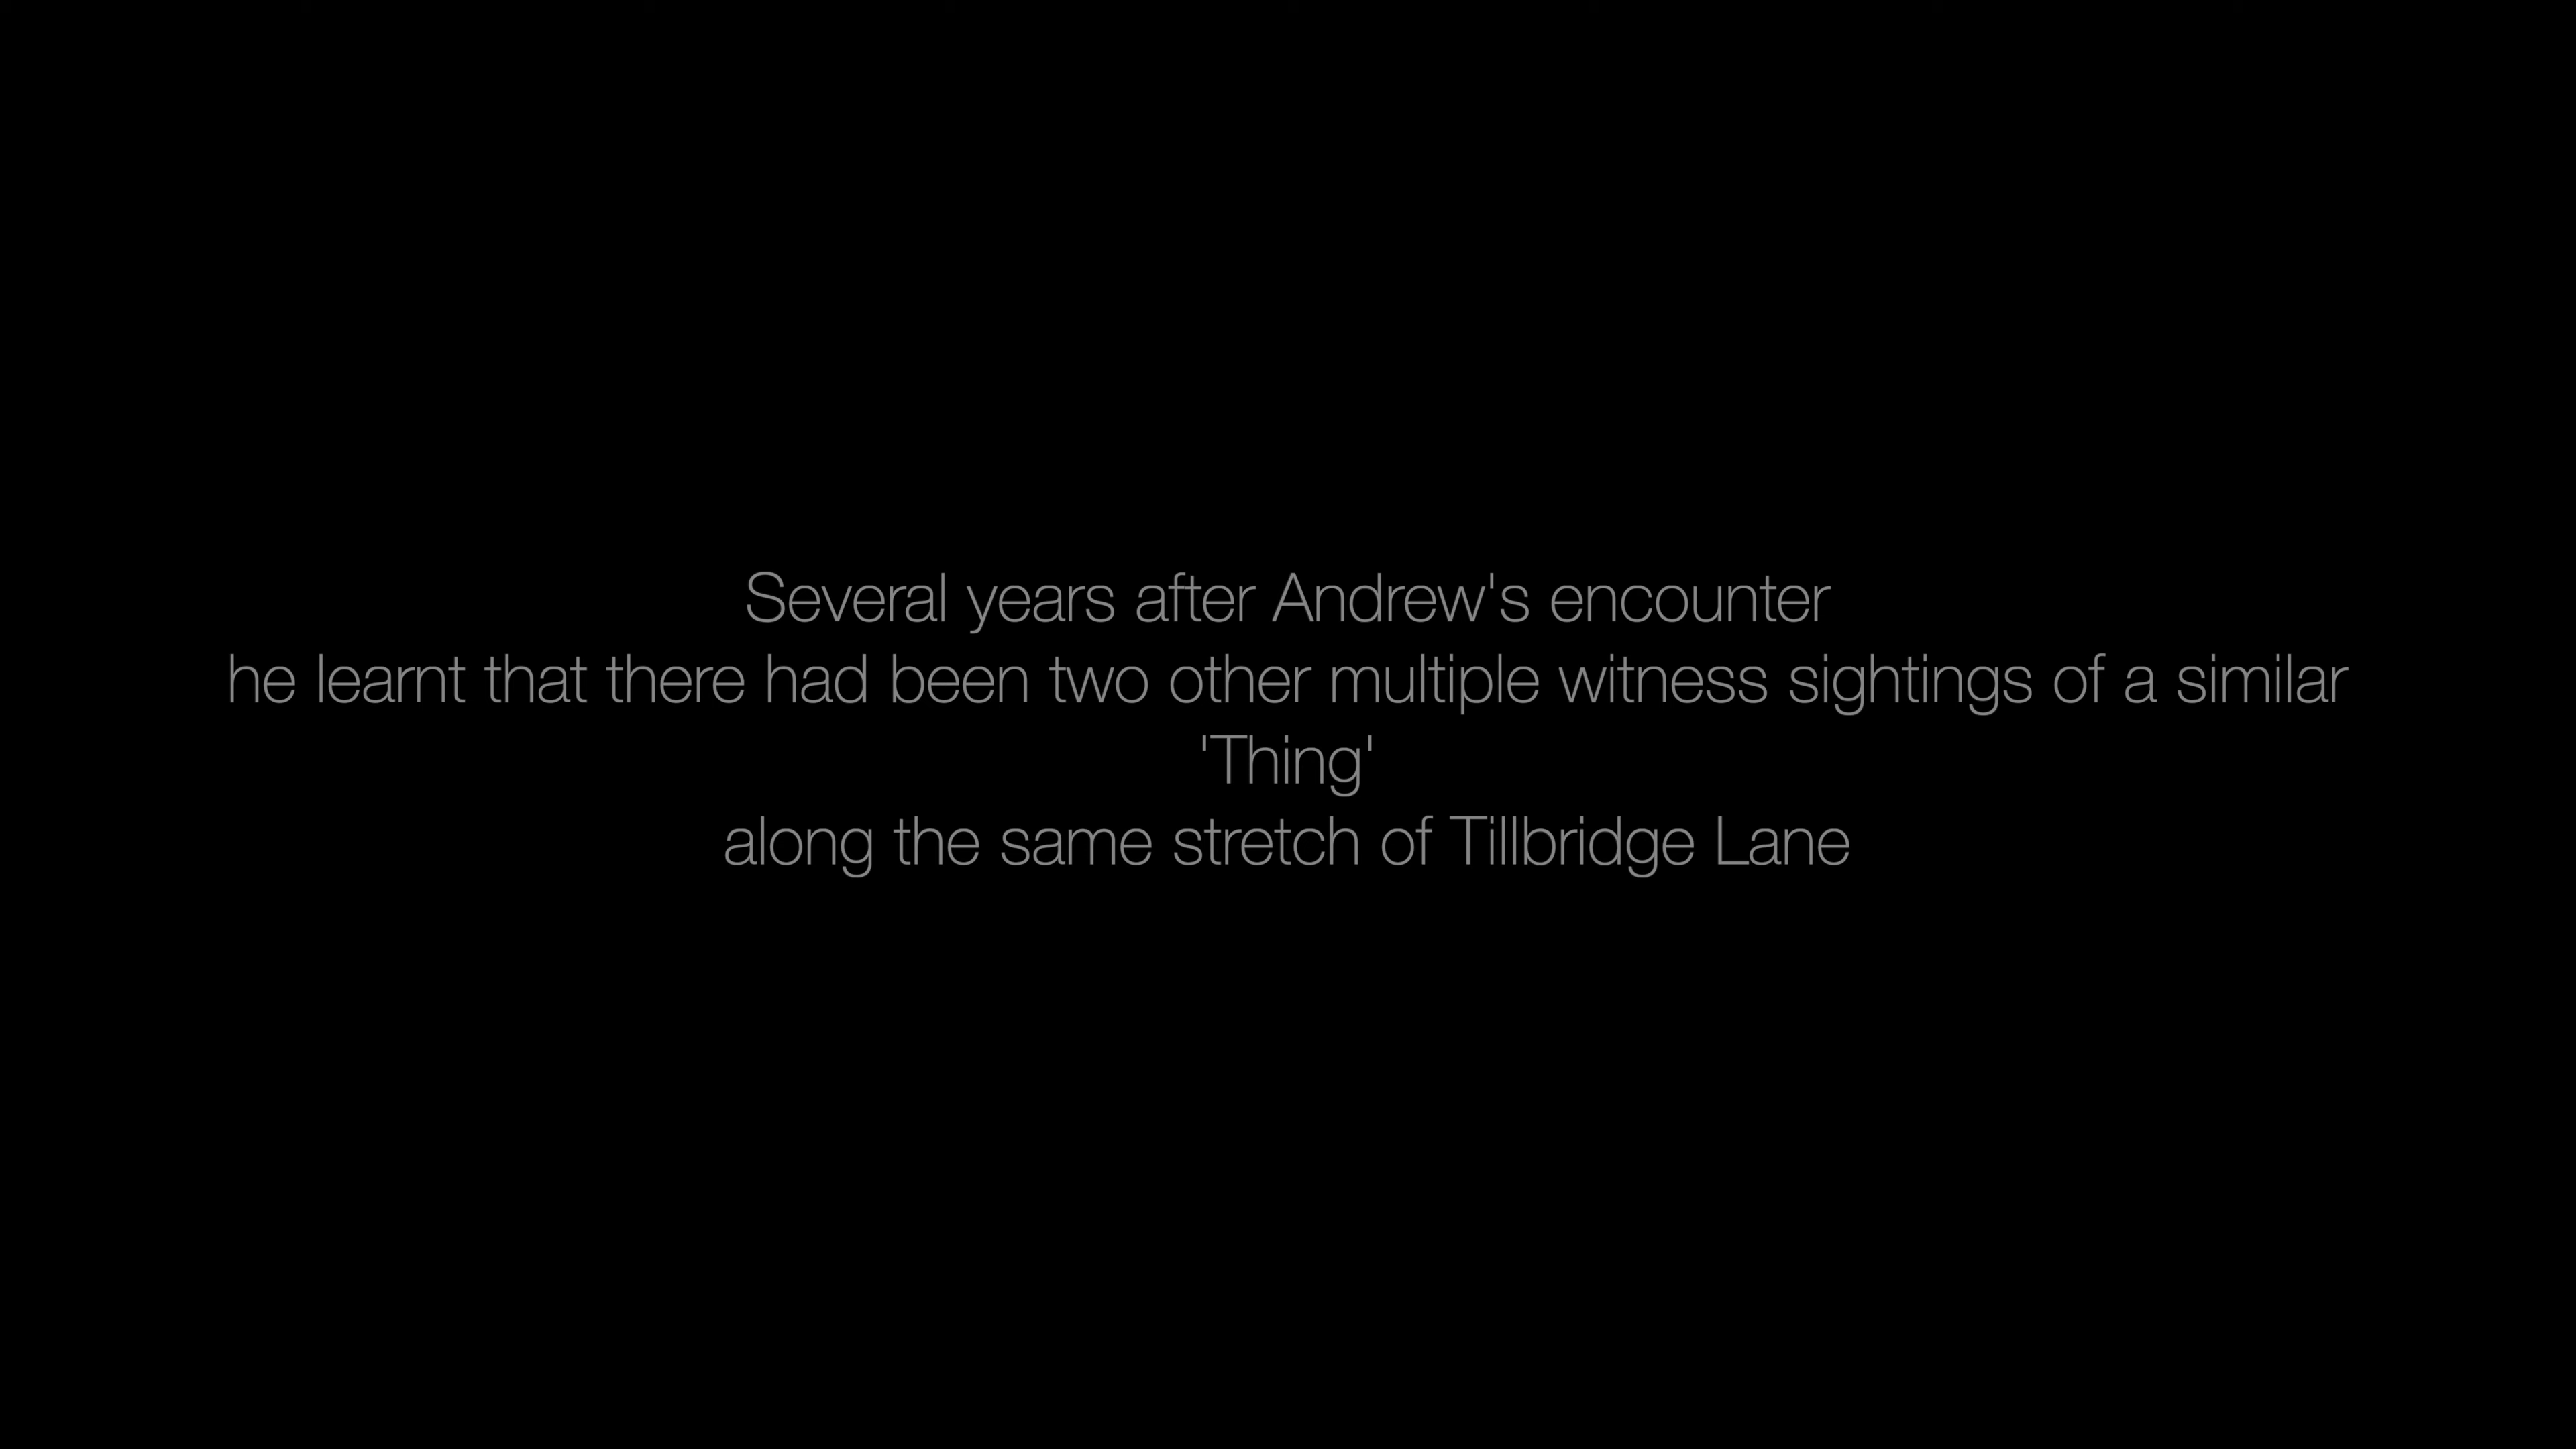 Several years after Andrew's encounter
he learnt that there had been two other multiple witness sightings of a similar
'Thing'
along the same stretch of Tillbridge Lane